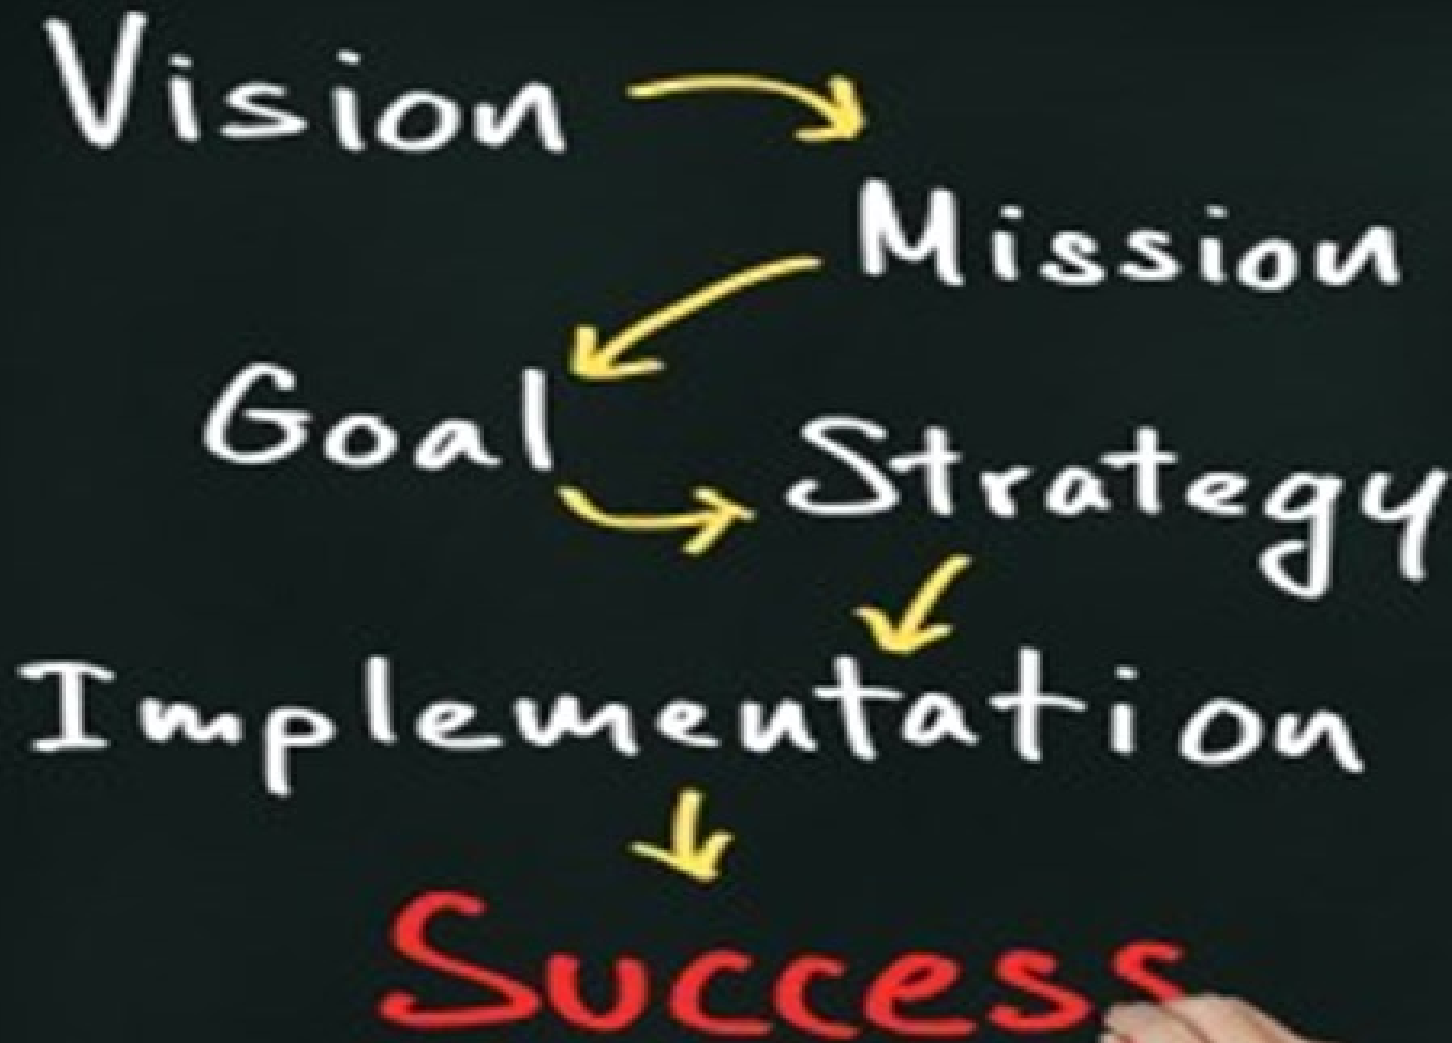 Vision
Mission
Goal
Strategy
Implementation
Success